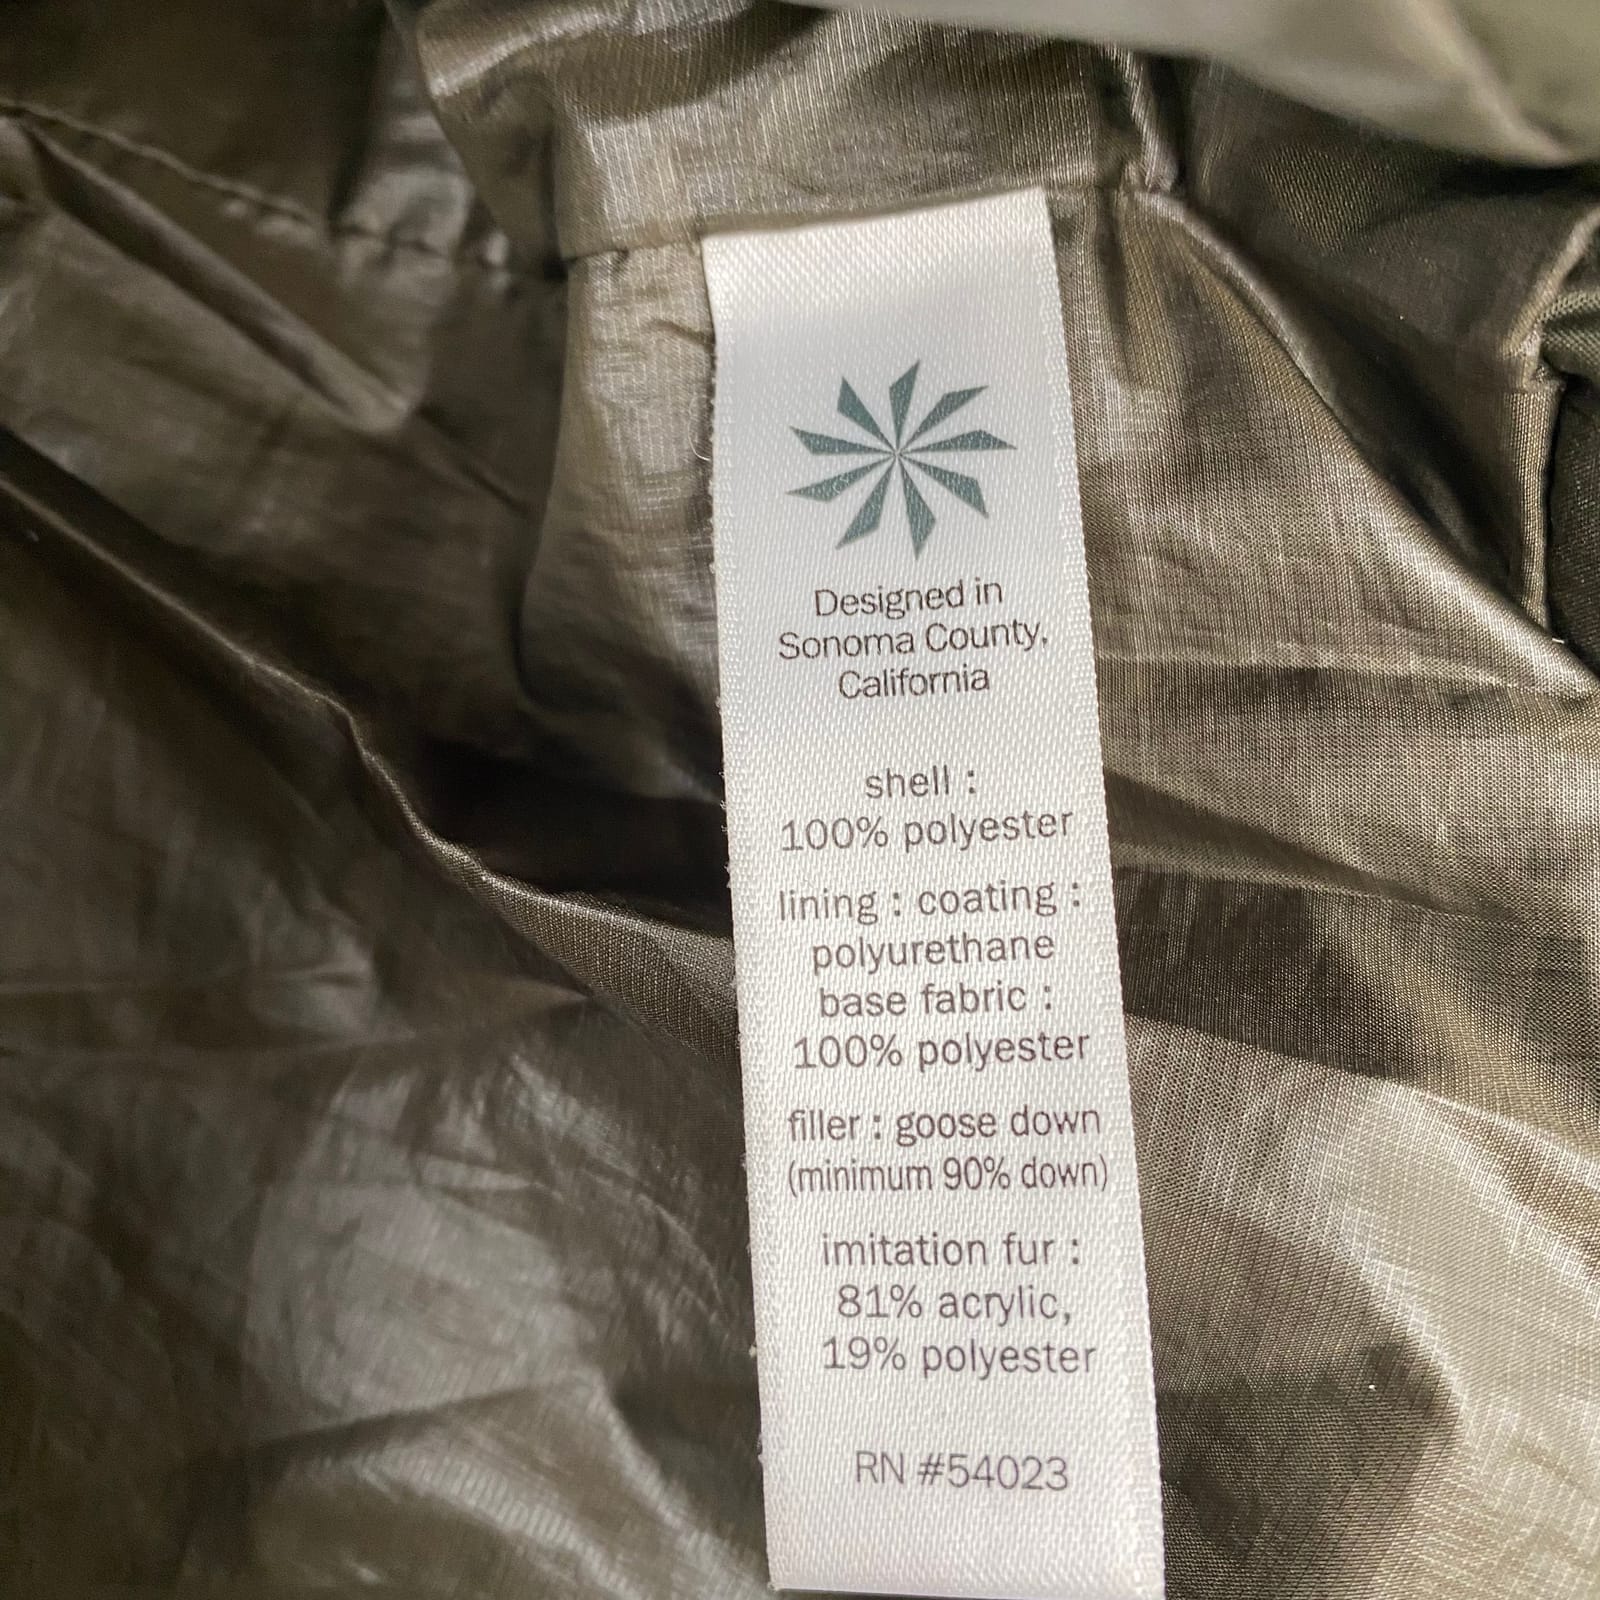 Designed in
Sonoma County,
California
shell :
100% polyester
lining : coating :
polyurethane
base fabric :
100% polyester
filler : goose down
(minimum 90% down)
imitation fur :
81% acrylic,
19% polyester
RN #54023